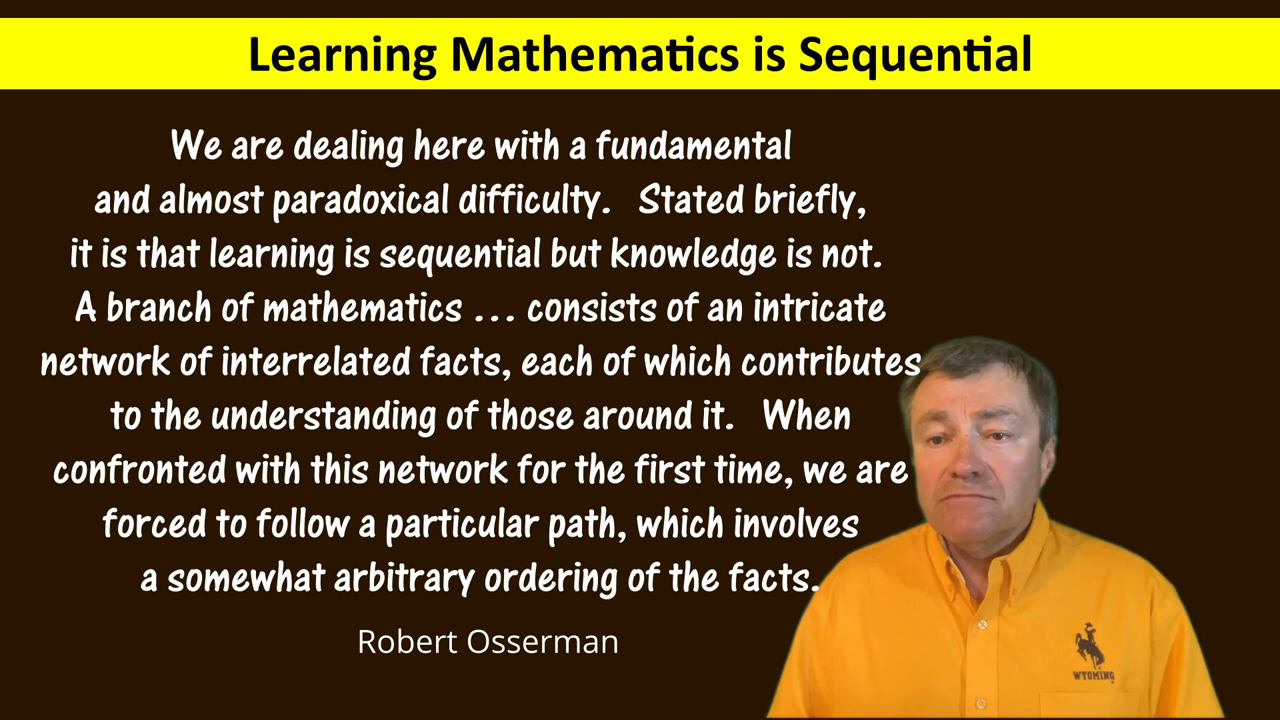 Learning Mathematics is Sequential
We are dealing here with a fundamental
and almost paradoxical difficulty. Stated briefly,
it is that learning is sequential but knowledge is not.
A branch of mathematics ... consists of an intricate
network of interrelated facts, each of which contributes
to the understanding of those around it. When
confronted with this network for the first time, we are
forced to follow a particular path, which involves
a somewhat arbitrary ordering of the facts.
Robert Osserman
WYOMING